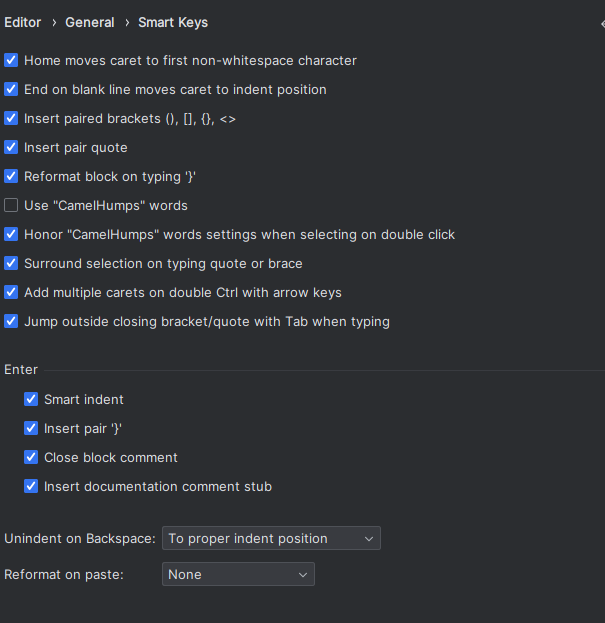 Editor › General › Smart Keys
Home moves caret to first non-whitespace character
End on blank line moves caret to indent position
Insert paired brackets (), [], {}, <>
Insert pair quote
Reformat block on typing '}'
Use "CamelHumps" words
Honor "CamelHumps" words settings when selecting on double click
Surround selection on typing quote or brace
Add multiple carets on double Ctrl with arrow keys
Jump outside closing bracket/quote with Tab when typing
Enter
Smart indent
Insert pair '}'
Close block comment
Insert documentation comment stub
Unindent on Backspace: To proper indent position
Reformat on paste: None